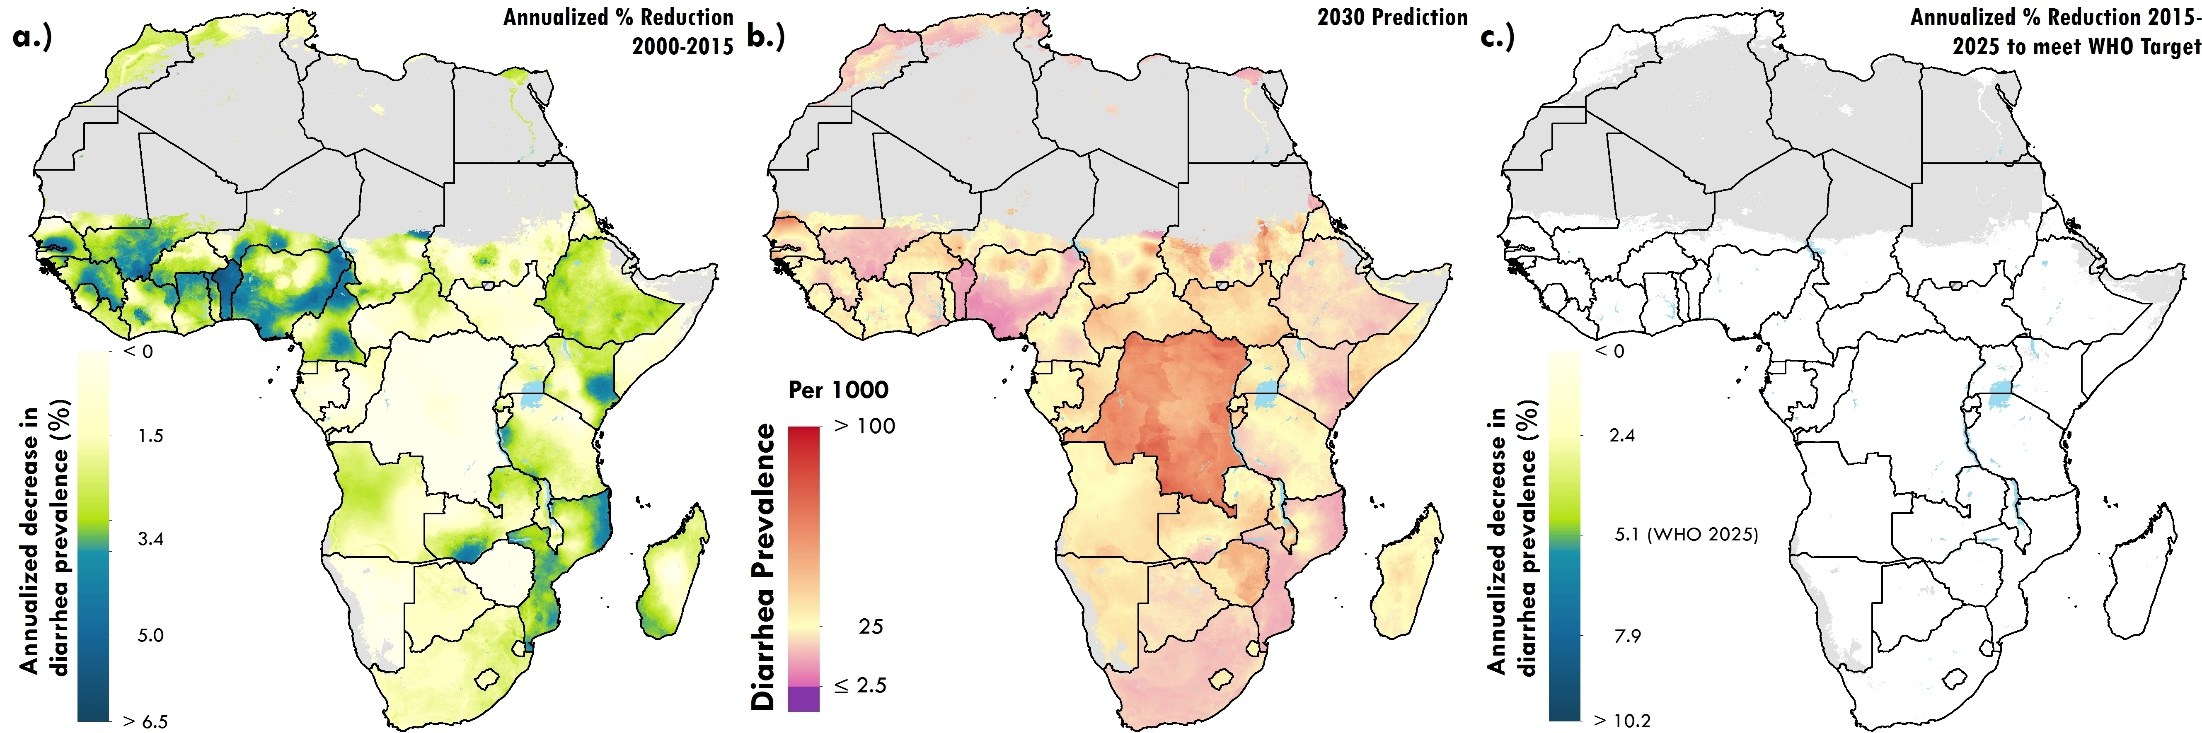 a.)
Annualized % Reduction
2000-2015
< 0
1.5
3.4
5.0
> 6.5
Annualized decrease in
diarrhea prevalence (%)
b.)
2030 Prediction
Per 1000
> 100
25
≤ 2.5
Diarrhea Prevalence
c.)
Annualized % Reduction 2015-
2025 to meet WHO Target
< 0
2.4
5.1 (WHO 2025)
7.9
> 10.2
Annualized decrease in
diarrhea prevalence (%)